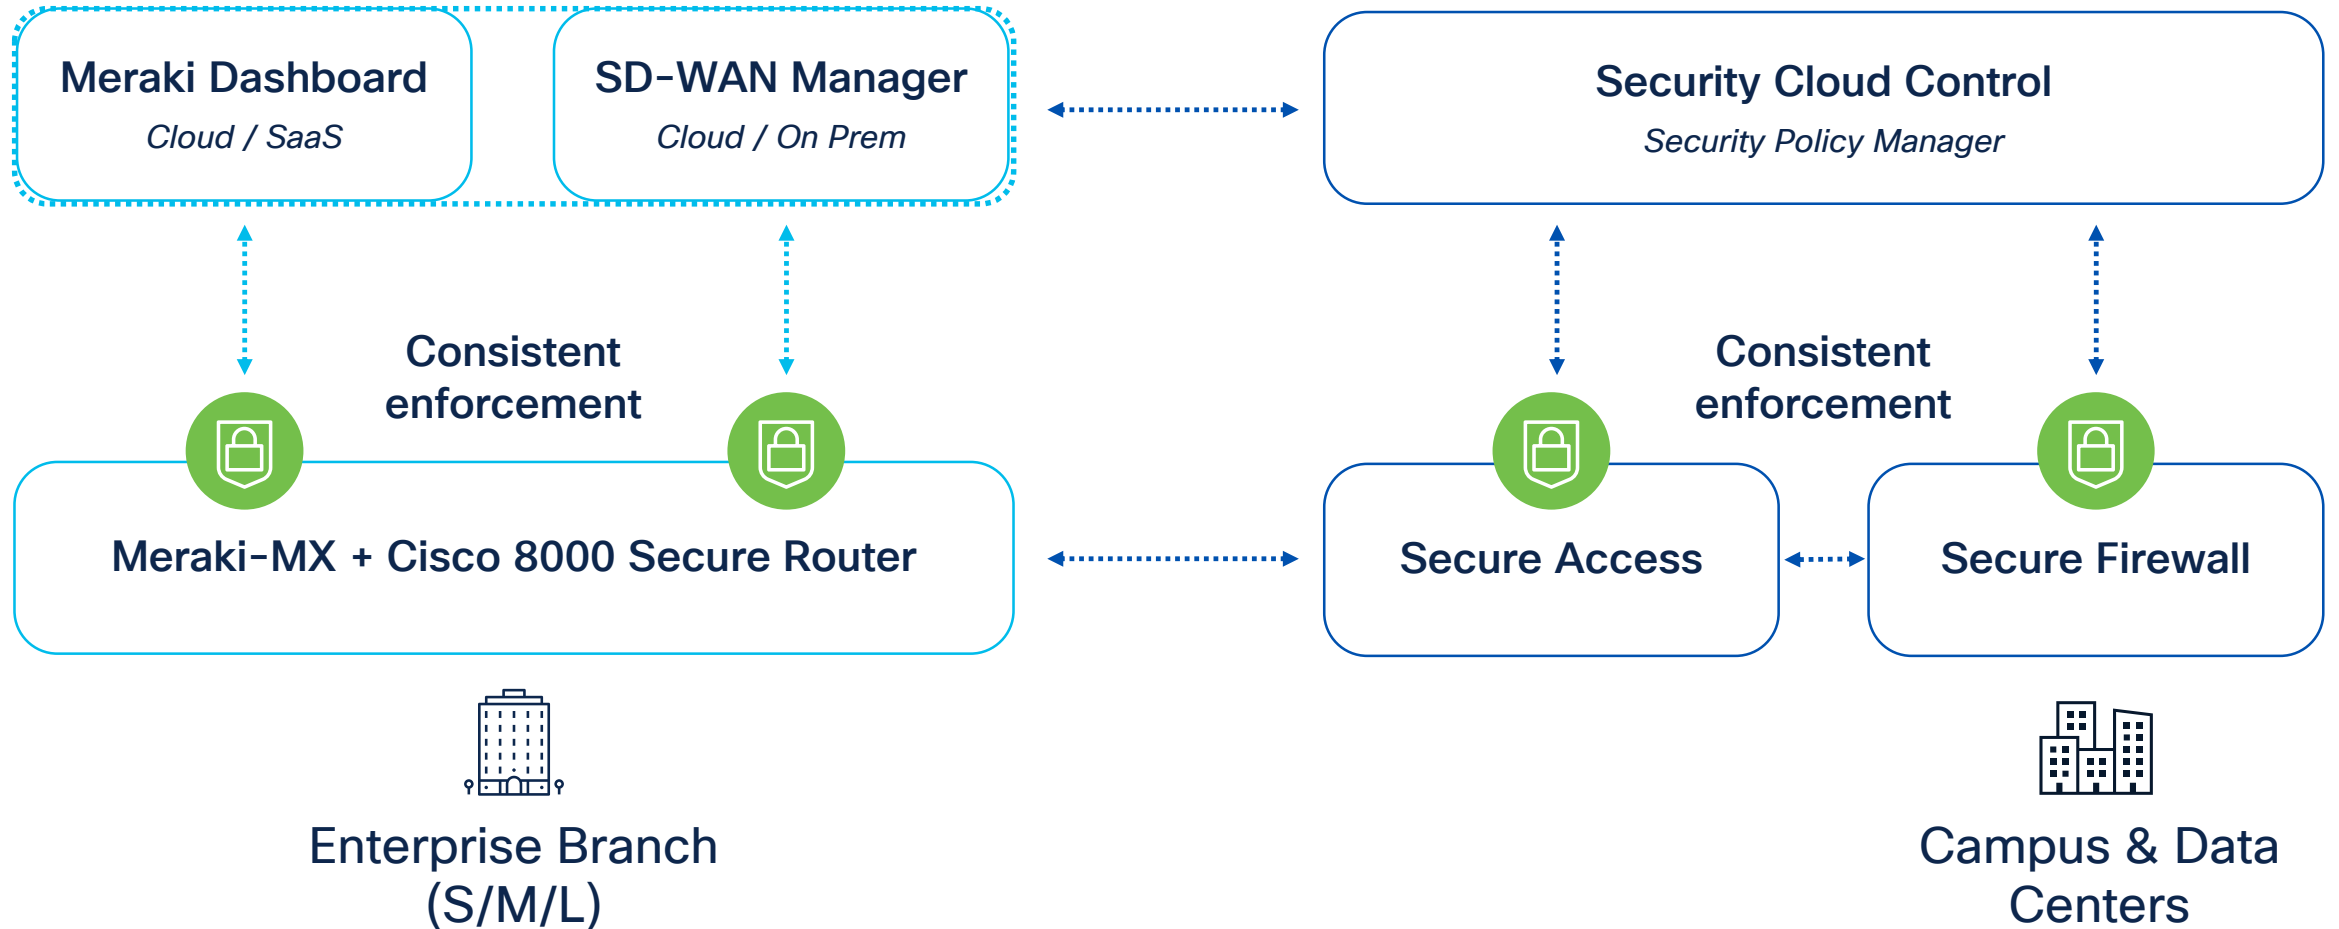 Meraki Dashboard
Cloud / SaaS
SD-WAN Manager
Cloud / On Prem
Security Cloud Control
Security Policy Manager
Consistent
enforcement
Consistent
enforcement
Meraki-MX + Cisco 8000 Secure Router
Secure Access
Secure Firewall
Enterprise Branch
(S/M/L)
Campus & Data
Centers